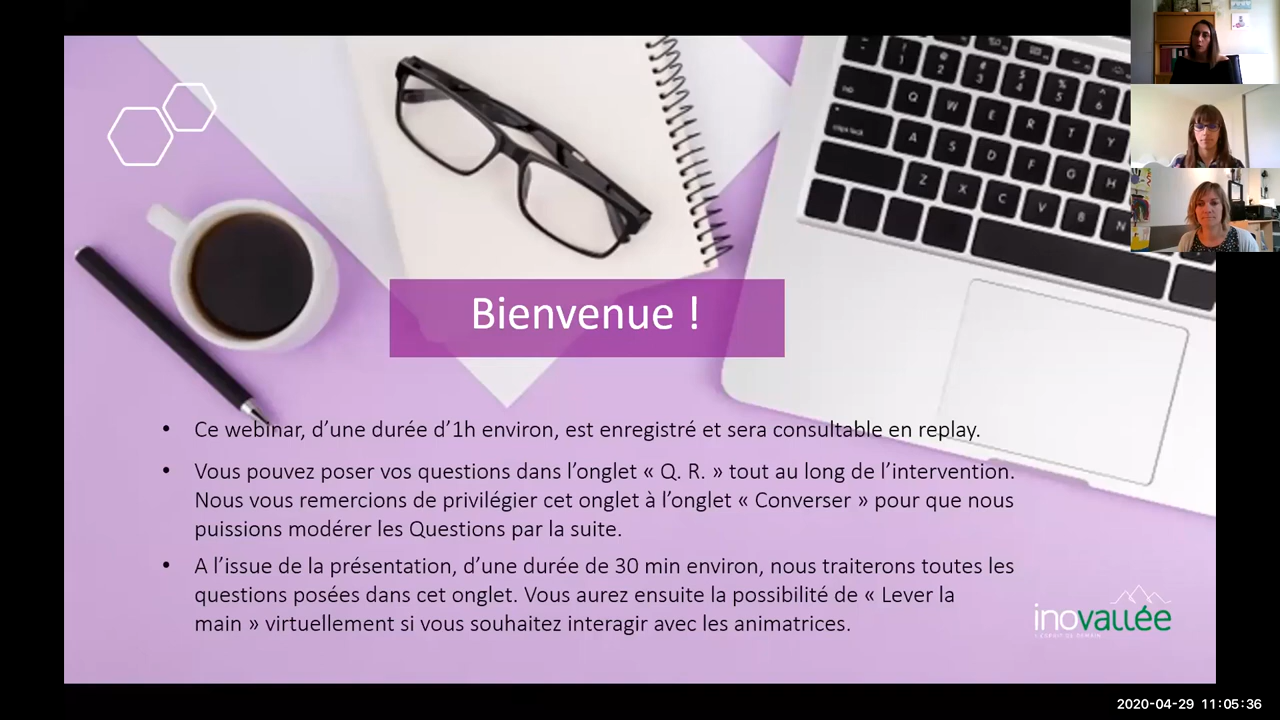 Bienvenue !
• Ce webinar, d’une durée d’1h environ, est enregistré et sera consultable en replay.
• Vous pouvez poser vos questions dans l’onglet « Q. R. » tout au long de l’intervention.
Nous vous remercions de privilégier cet onglet à l’onglet « Converser » pour que nous
puissions modérer les Questions par la suite.
• A l’issue de la présentation, d’une durée de 30 min environ, nous traiterons toutes les
questions posées dans cet onglet. Vous aurez ensuite la possibilité de « Lever la
main » virtuellement si vous souhaitez interagir avec les animatrices.
inovallée
L'ESPRIT DE DEMAIN
2020-04-29 11:05:36